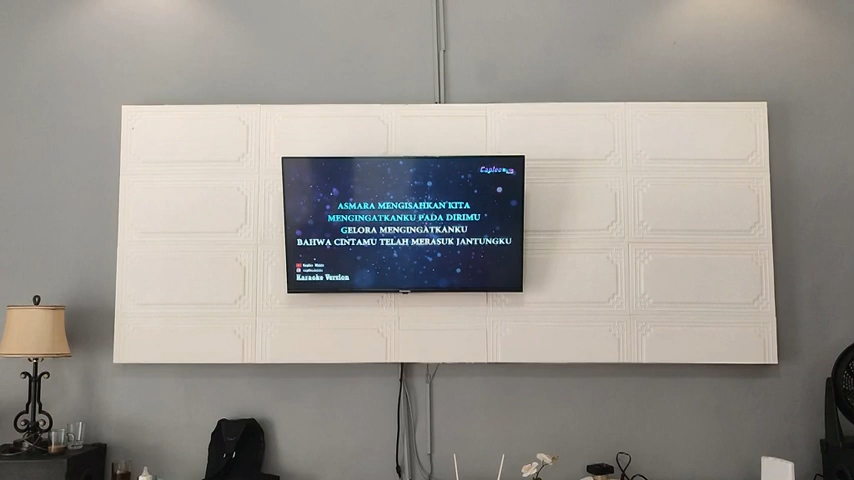 ASMARA MENGISAHKAN KITA
MENGINGATKANKU PADA DIRIMU
GELORA MENGINGATKANKU
BAHWA CINTAMU TELAH MERASUK JANTUNGKU
Karaoke Version